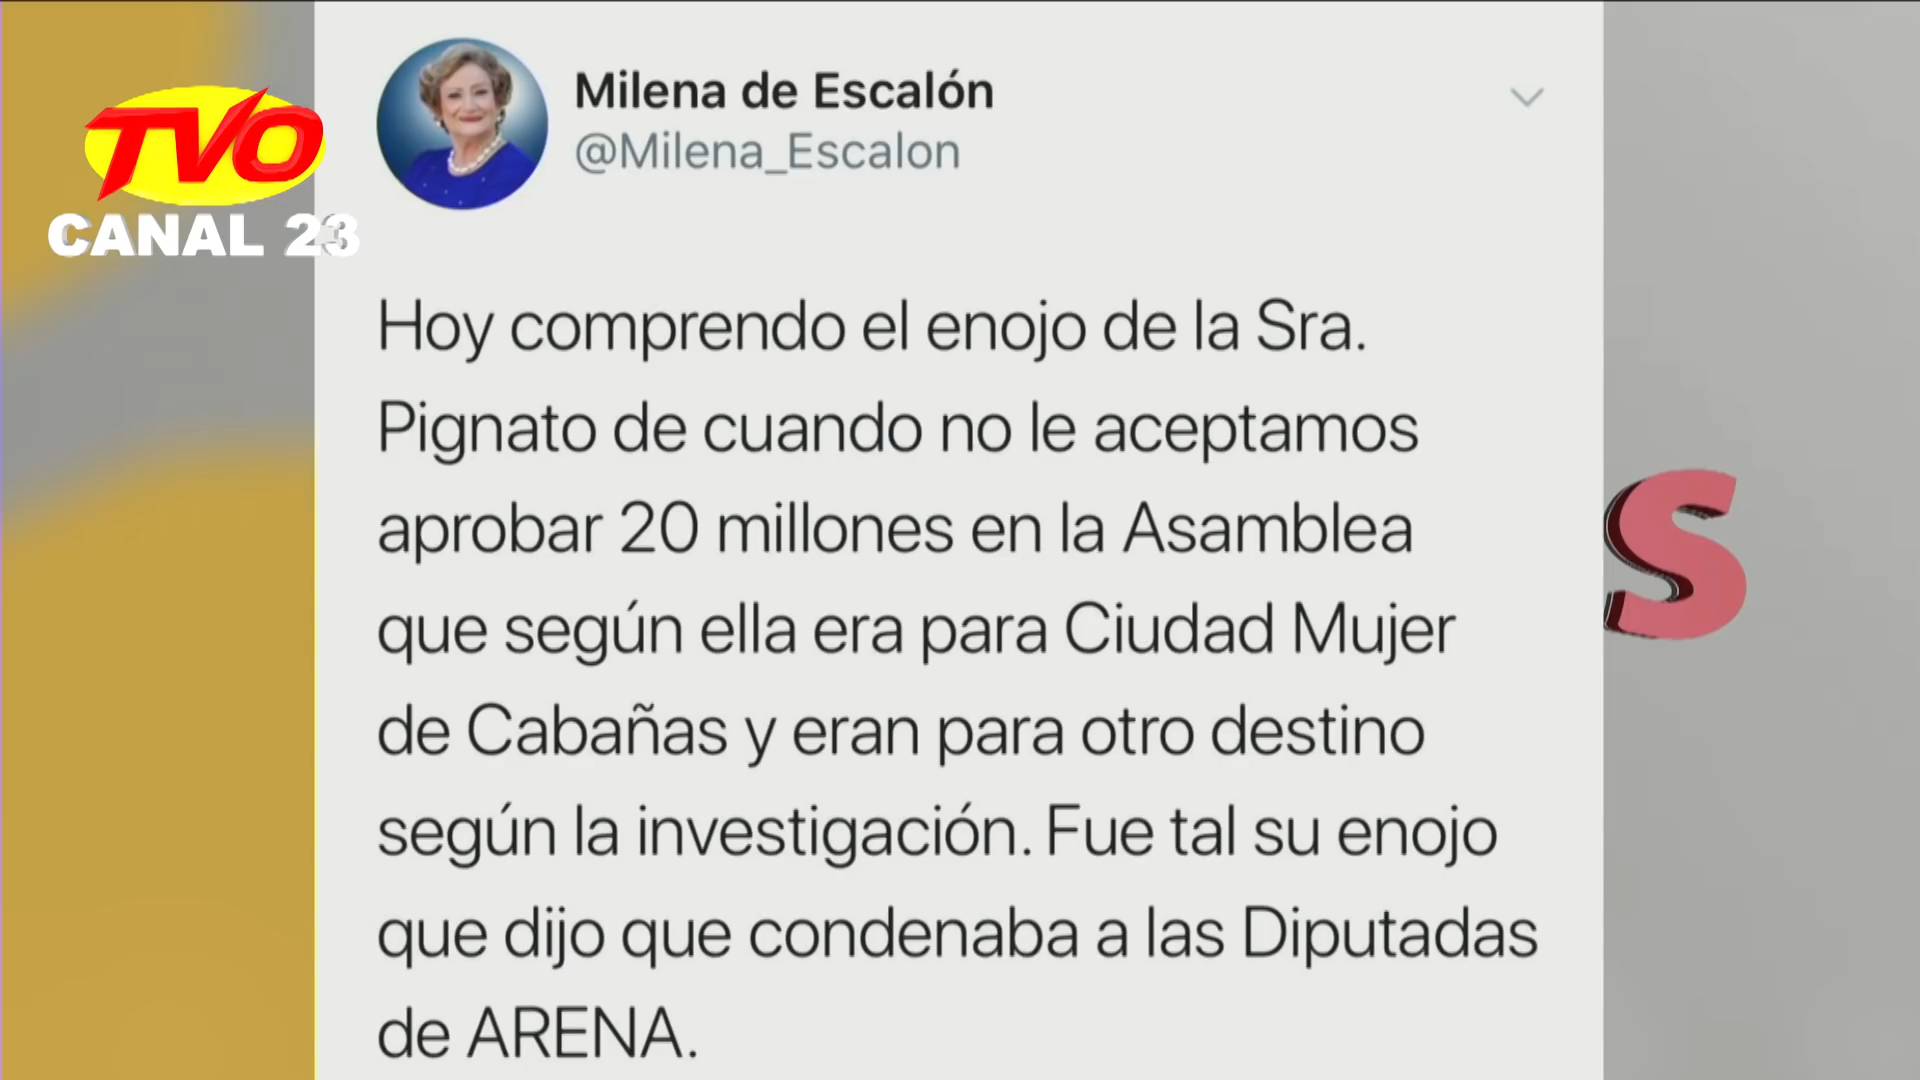 TVO
CANAL 23
Milena de Escalón
@Milena_Escalon
Hoy comprendo el enojo de la Sra.
Pignato de cuando no le aceptamos
aprobar 20 millones en la Asamblea
que según ella era para Ciudad Mujer
de Cabañas y eran para otro destino
según la investigación. Fue tal su enojo
que dijo que condenaba a las Diputadas
de ARENA.
S